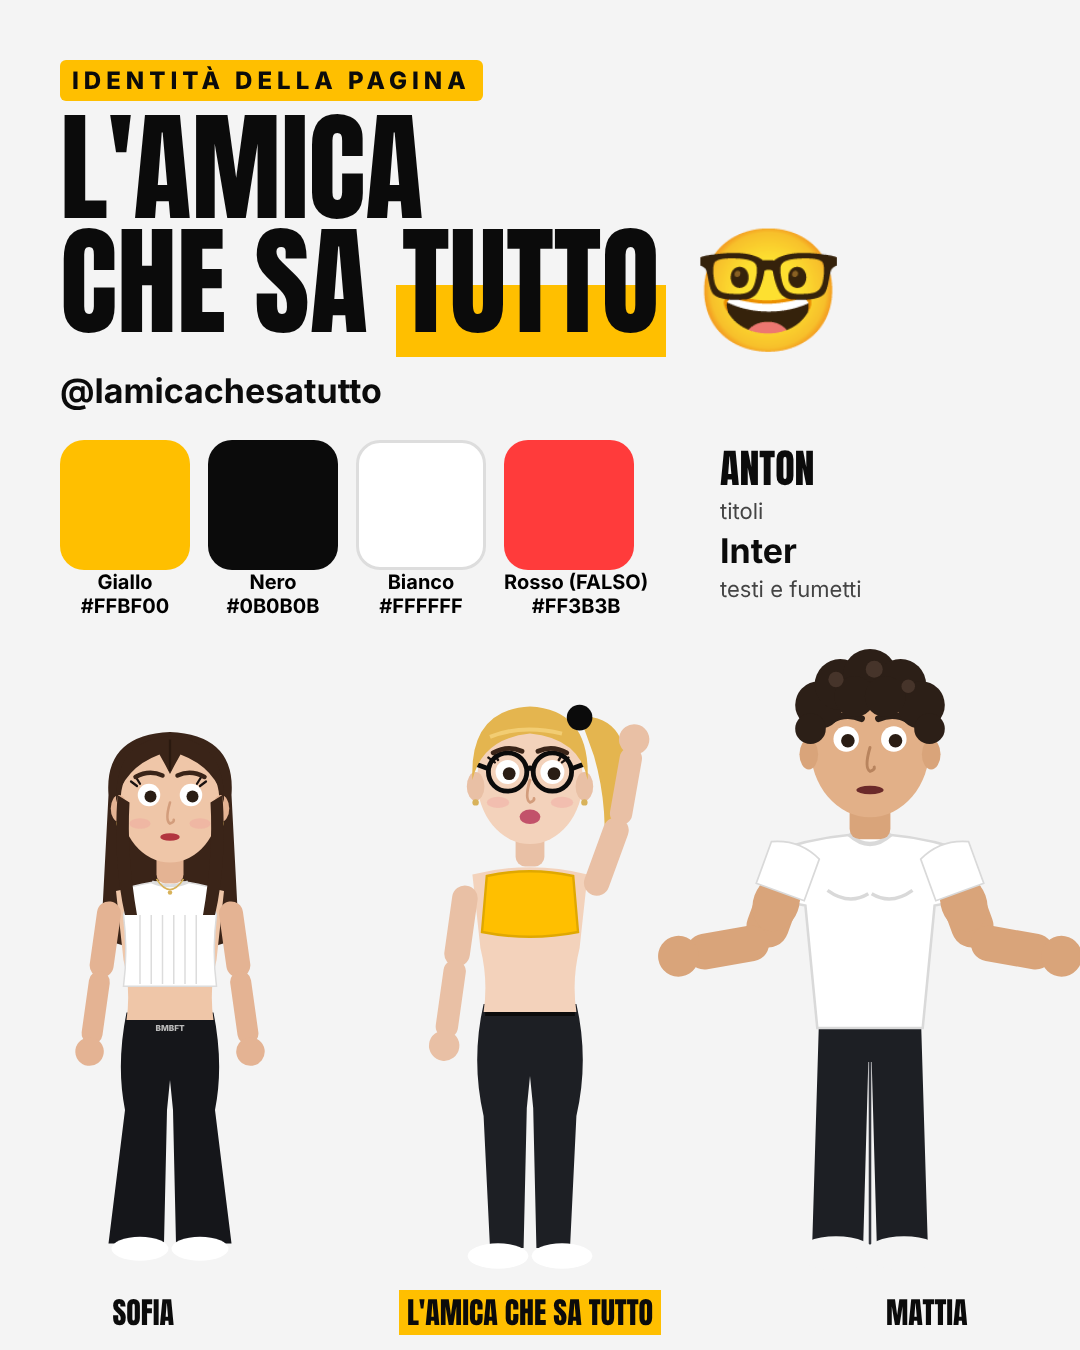 IDENTITÀ DELLA PAGINA
L'AMICA
CHE SA TUTTO
@lamicachesatutto
Giallo
#FFBF00
Nero
#0B0B0B
Bianco
#FFFFFF
Rosso (FALSO)
#FF3B3B
ANTON
titoli
Inter
testi e fumetti
BMBFT
SOFIA
L'AMICA CHE SA TUTTO
MATTIA